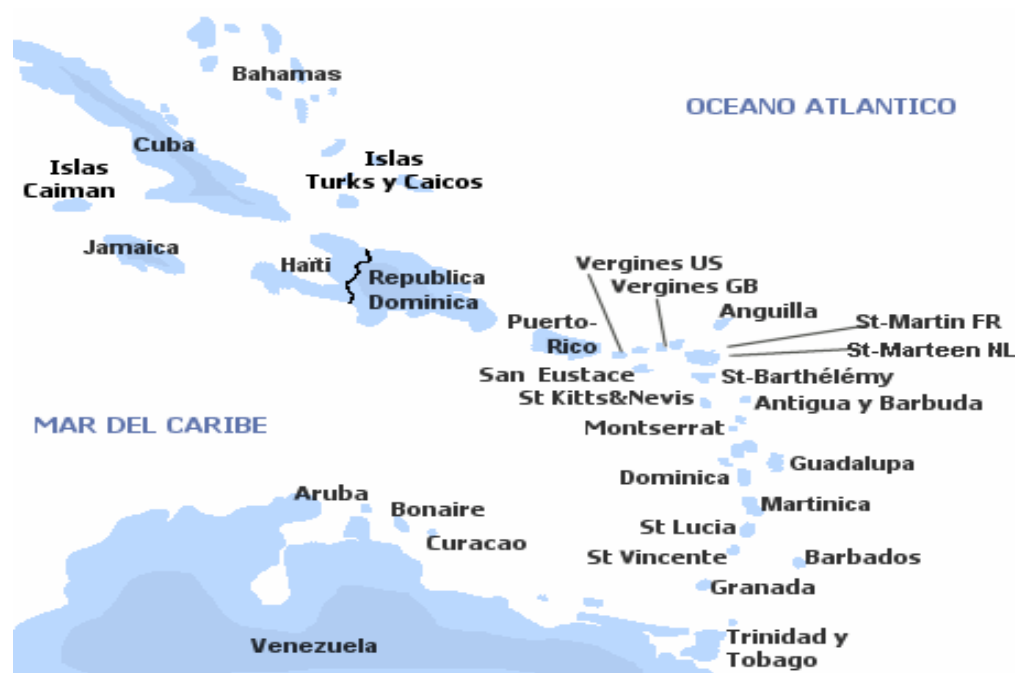 Bahamas
OCEANO ATLANTICO
Cuba
Islas
Caiman
Islas
Turks y Caicos
Jamaica
Haïti
Republica
Dominica
Vergines US
Vergines GB
Anguilla
Puerto-
Rico
St-Martin FR
St-Marteen NL
San Eustace
St-Barthélémy
St Kitts&Nevis
Antigua y Barbuda
MAR DEL CARIBE
Montserrat
Guadalupa
Dominica
Aruba
Bonaire
Martinica
Curacao
St Lucia
St Vincente
Barbados
Granada
Venezuela
Trinidad y
Tobago